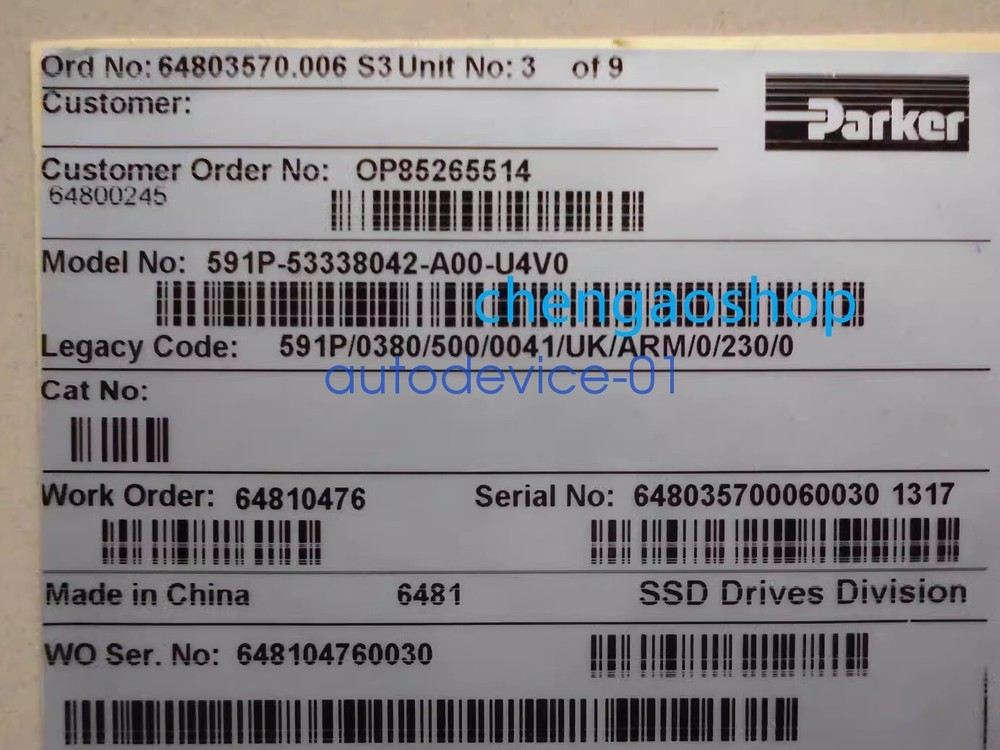 Ord No: 64803570.006 S3 Unit No: 3 of 9
Customer:
Parker
Customer Order No: OP85265514
64800245
Model No: 591P-53338042-A00-U4V0
chengaoshop
Legacy Code: 591P/0380/500/0041/UK/ARM/0/230/0
autodevice-01
Cat No:
Work Order: 64810476 Serial No: 648035700060030 1317
Made in China 6481 SSD Drives Division
WO Ser. No: 648104760030